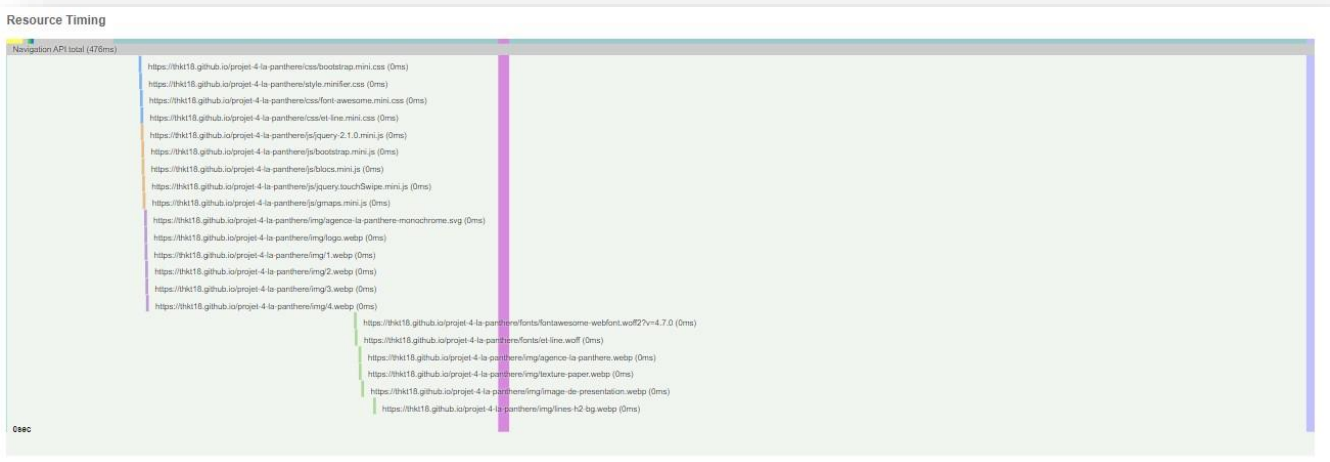 Resource Timing
Navigation API total (476ms)
https://thkt18.github.io/projet-4-la-panthere/css/bootstrap.mini.css (0ms)
https://thkt18.github.io/projet-4-la-panthere/style.minifier.css (0ms)
https://thkt18.github.io/projet-4-la-panthere/css/font-awesome.mini.css (0ms)
https://thkt18.github.io/projet-4-la-panthere/css/et-line.mini.css (0ms)
https://thkt18.github.io/projet-4-la-panthere/js/jquery-2.1.0.mini.js (0ms)
https://thkt18.github.io/projet-4-la-panthere/js/bootstrap.mini.js (0ms)
https://thkt18.github.io/projet-4-la-panthere/js/blocs.mini.js (0ms)
https://thkt18.github.io/projet-4-la-panthere/js/jquery.touchSwipe.mini.js (0ms)
https://thkt18.github.io/projet-4-la-panthere/js/gmaps.mini.js (0ms)
https://thkt18.github.io/projet-4-la-panthere/img/agence-la-panthere-monochrome.svg (0ms)
https://thkt18.github.io/projet-4-la-panthere/img/logo.webp (0ms)
https://thkt18.github.io/projet-4-la-panthere/img/1.webp (0ms)
https://thkt18.github.io/projet-4-la-panthere/img/2.webp (0ms)
https://thkt18.github.io/projet-4-la-panthere/img/3.webp (0ms)
https://thkt18.github.io/projet-4-la-panthere/img/4.webp (0ms)
https://thkt18.github.io/projet-4-la-panthere/fonts/fontawesome-webfont.woff2?v=4.7.0 (0ms)
https://thkt18.github.io/projet-4-la-panthere/fonts/et-line.woff (0ms)
https://thkt18.github.io/projet-4-la-panthere/img/agence-la-panthere.webp (0ms)
https://thkt18.github.io/projet-4-la-panthere/img/texture-paper.webp (0ms)
https://thkt18.github.io/projet-4-la-panthere/img/image-de-presentation.webp (0ms)
https://thkt18.github.io/projet-4-la-panthere/img/lines-h2-bg.webp (0ms)
0sec